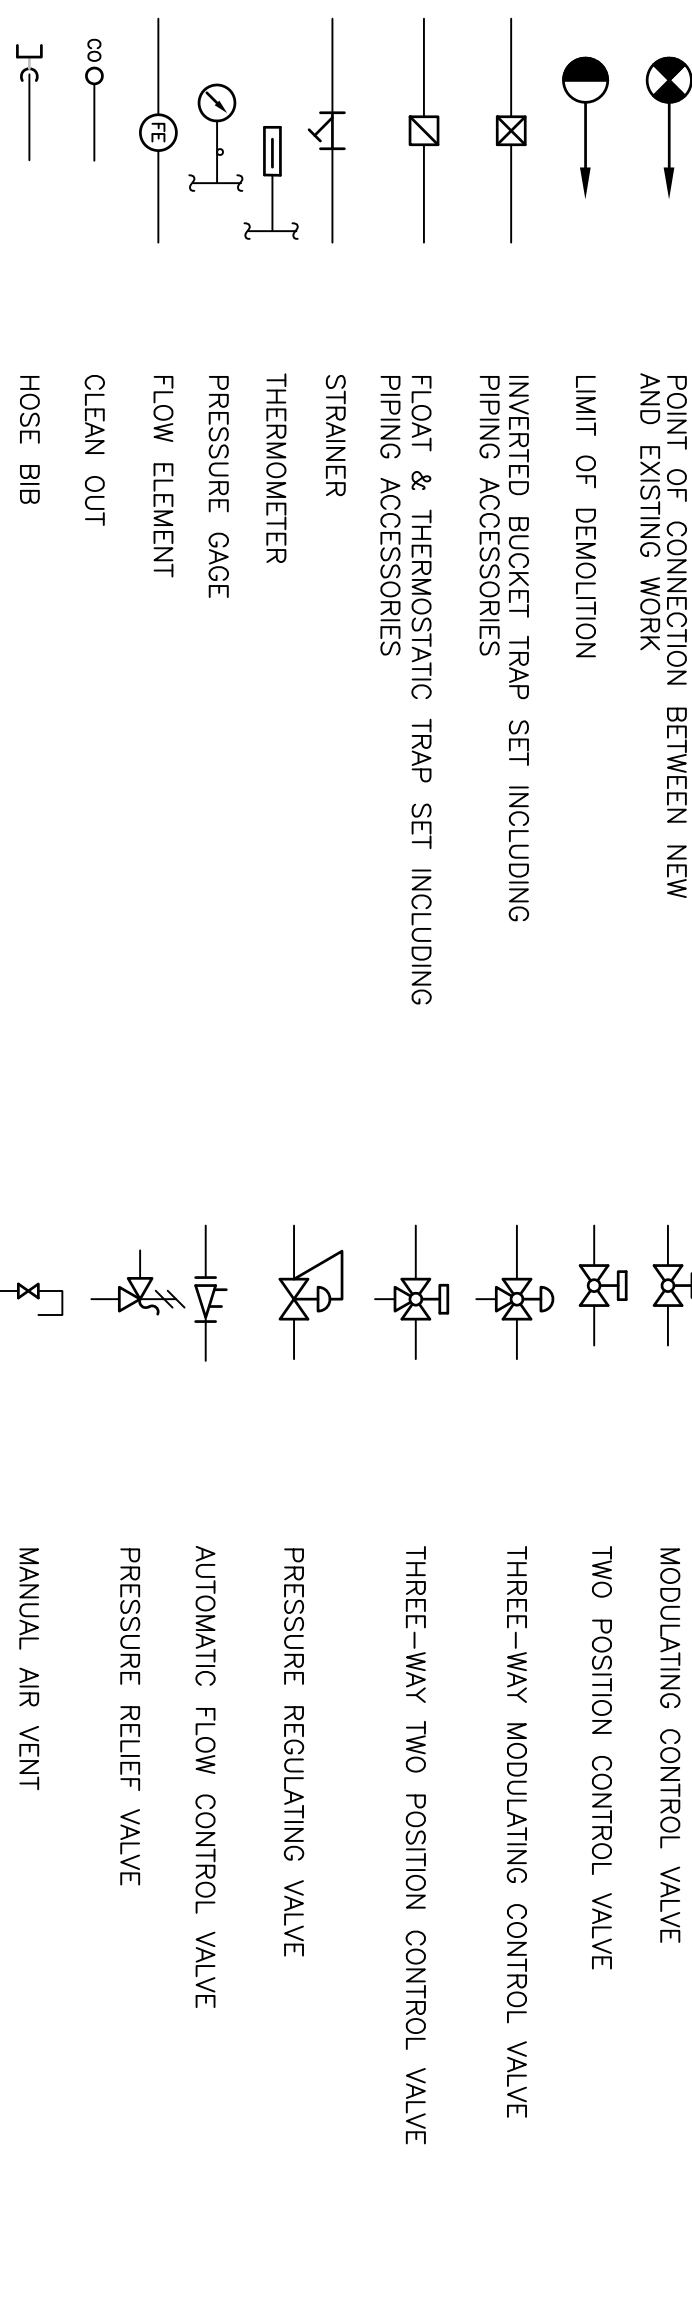 POINT OF CONNECTION BETWEEN NEW
AND EXISTING WORK
LIMIT OF DEMOLITION
INVERTED BUCKET TRAP SET INCLUDING
PIPING ACCESSORIES
FLOAT & THERMOSTATIC TRAP SET INCLUDING
PIPING ACCESSORIES
STRAINER
THERMOMETER
PRESSURE GAGE
FE
FLOW ELEMENT
CO
CLEAN OUT
HOSE BIB
MODULATING CONTROL VALVE
TWO POSITION CONTROL VALVE
THREE-WAY MODULATING CONTROL VALVE
THREE-WAY TWO POSITION CONTROL VALVE
PRESSURE REGULATING VALVE
AUTOMATIC FLOW CONTROL VALVE
PRESSURE RELIEF VALVE
MANUAL AIR VENT